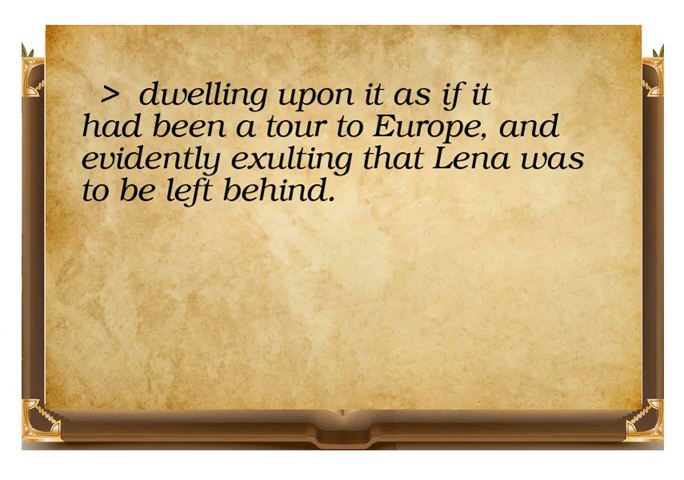 > dwelling upon it as if it
had been a tour to Europe, and
evidently exulting that Lena was
to be left behind.